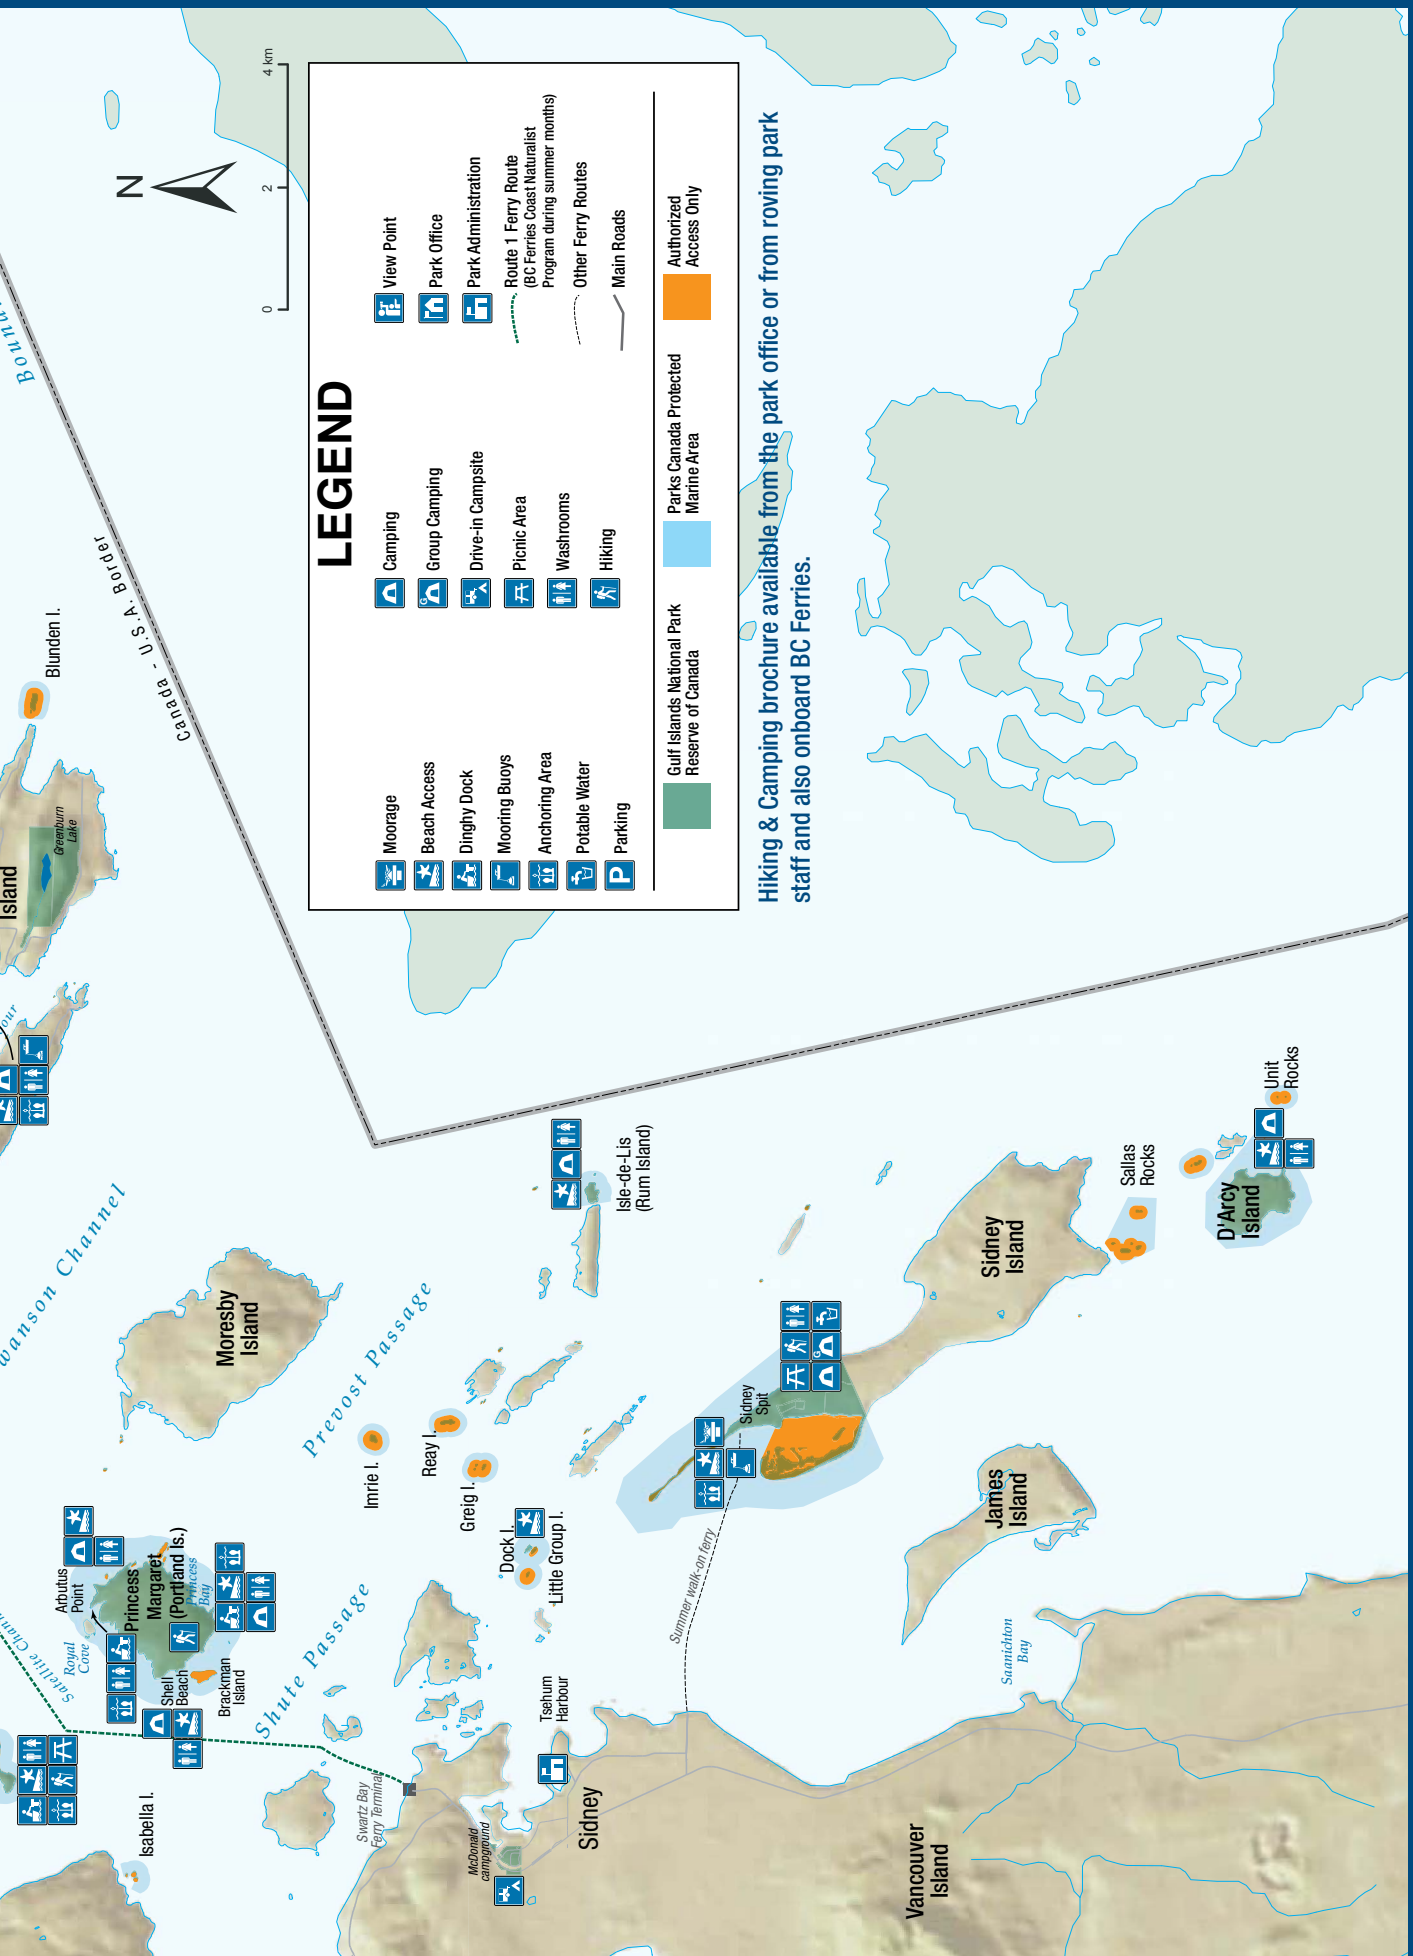 N
0
2
4 km
LEGEND
Moorage
Beach Access
Dinghy Dock
Mooring Buoys
Anchoring Area
Potable Water
P
Parking
Camping
G
Group Camping
Drive-in Campsite
Picnic Area
Washrooms
Hiking
View Point
Park Office
Park Administration
Route 1 Ferry Route
(BC Ferries Coast Naturalist
Program during summer months)
Other Ferry Routes
Main Roads
Gulf Islands National Park
Reserve of Canada
Parks Canada Protected
Marine Area
Authorized
Access Only
Hiking & Camping brochure available from the park office or from roving park
staff and also onboard BC Ferries.
Canada - U.S.A. Border
Blunden I.
Island
Greenburn
Lake
Prevost Passage
Shute Passage
Moresby
Island
Isle-de-Lis
(Rum Island)
Imrie I.
Reay I.
Greig I.
Dock I.
Little Group I.
Arbutus
Point
Princess
Margaret
(Portland Is.)
Princess
Bay
Royal
Cove
Shell
Beach
Brackman
Island
Isabella I.
Swartz Bay
Ferry Terminal
McDonald
campground
Tsehum
Harbour
Sidney
Summer walk-on ferry
Sidney
Spit
G
Sidney
Island
James
Island
Sallas
Rocks
Unit
Rocks
D'Arcy
Island
Saanichton
Bay
Vancouver
Island